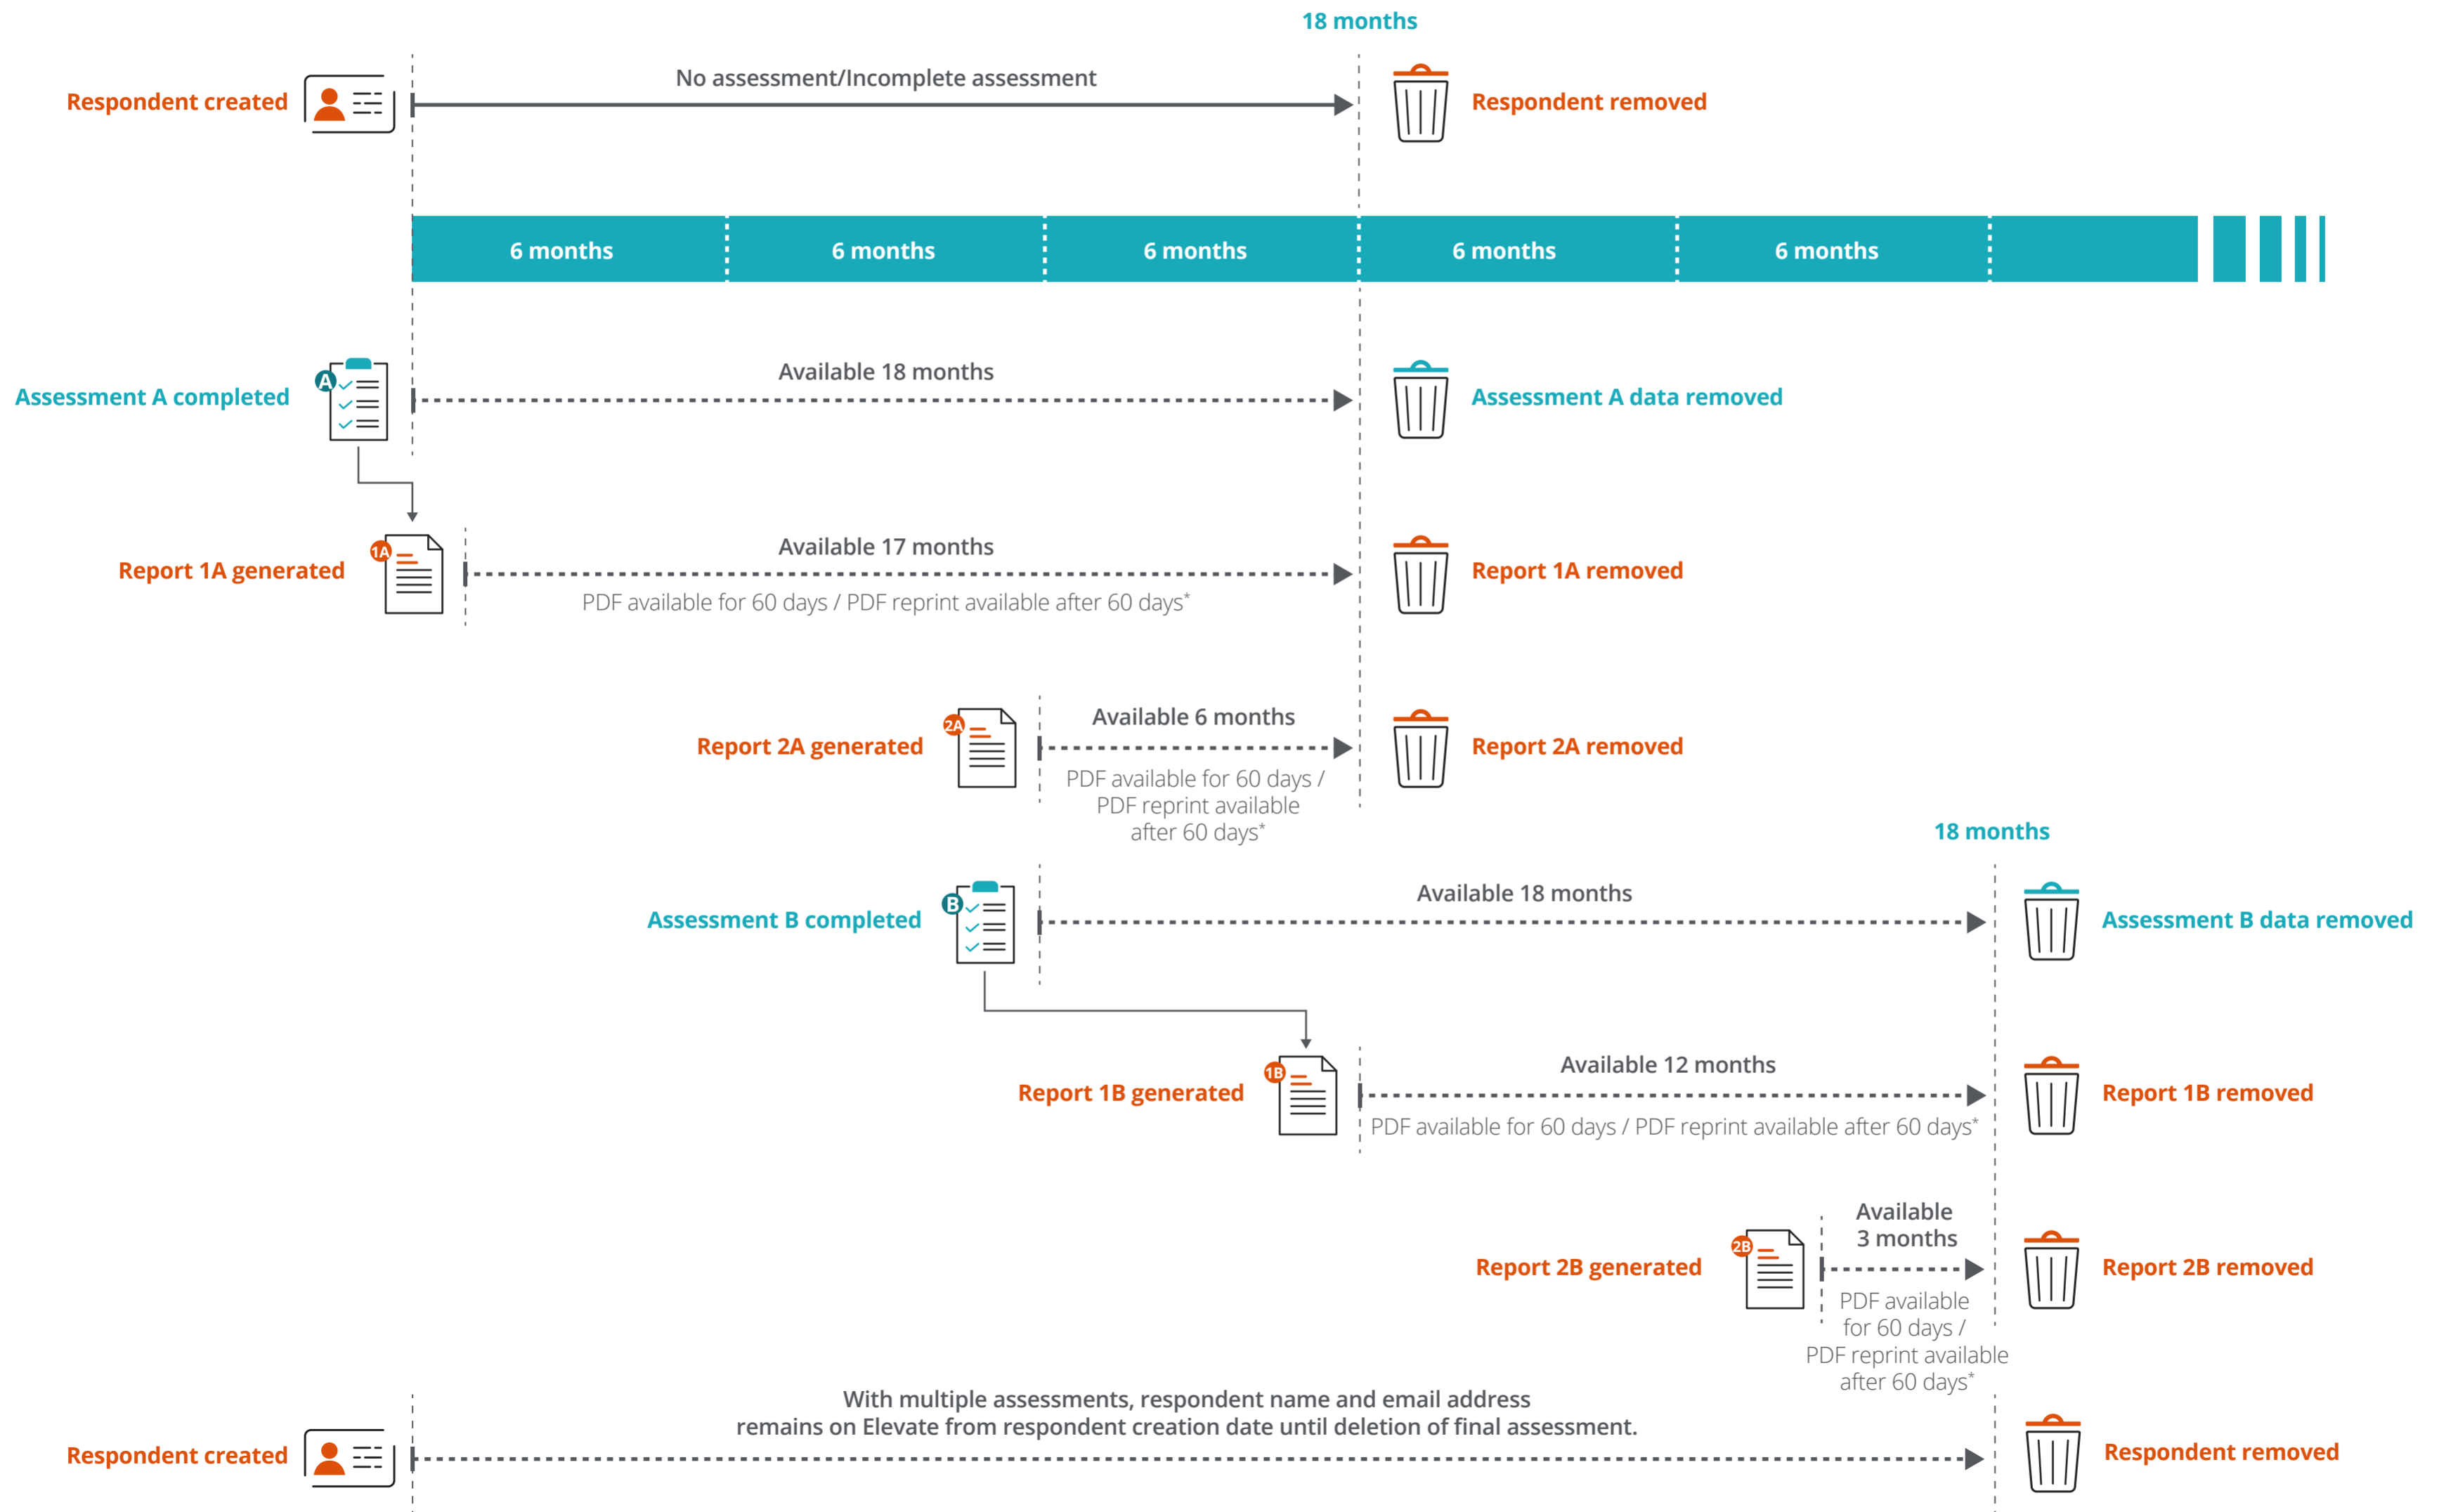 18 months
No assessment/Incomplete assessment
Respondent created
Respondent removed
6 months
6 months
6 months
6 months
6 months
Available 18 months
A
Assessment A completed
Assessment A data removed
Available 17 months
1A
Report 1A generated
Report 1A removed
PDF available for 60 days / PDF reprint available after 60 days*
Available 6 months
2A
Report 2A generated
Report 2A removed
PDF available for 60 days /
PDF reprint available
after 60 days*
18 months
Available 18 months
B
Assessment B completed
Assessment B data removed
Available 12 months
1B
Report 1B generated
Report 1B removed
PDF available for 60 days / PDF reprint available after 60 days*
Available
3 months
2B
Report 2B generated
Report 2B removed
PDF available
for 60 days /
PDF reprint available
after 60 days*
With multiple assessments, respondent name and email address
remains on Elevate from respondent creation date until deletion of final assessment.
Respondent created
Respondent removed